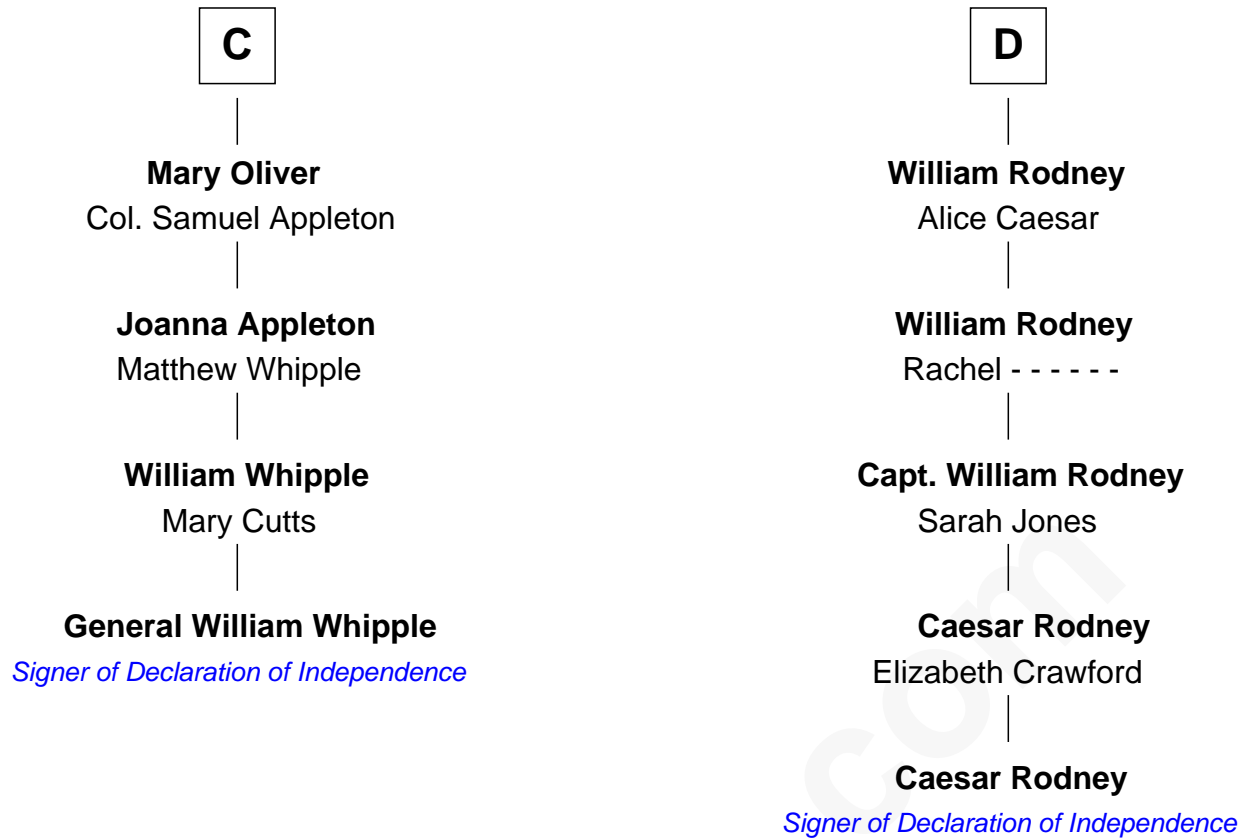 C
Mary Oliver
Col. Samuel Appleton
Joanna Appleton
Matthew Whipple
William Whipple
Mary Cutts
General William Whipple
Signer of Declaration of Independence
D
William Rodney
Alice Caesar
William Rodney
Rachel - - - - - -
Capt. William Rodney
Sarah Jones
Caesar Rodney
Elizabeth Crawford
Caesar Rodney
Signer of Declaration of Independence
com